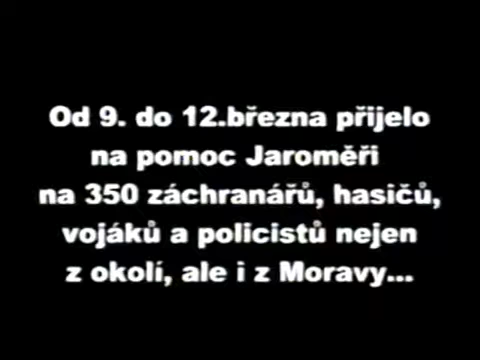 Od 9. do 12.března přijelo
na pomoc Jaroměři
na 350 záchranářů, hasičů,
vojáků a policistů nejen
z okolí, ale i z Moravy...